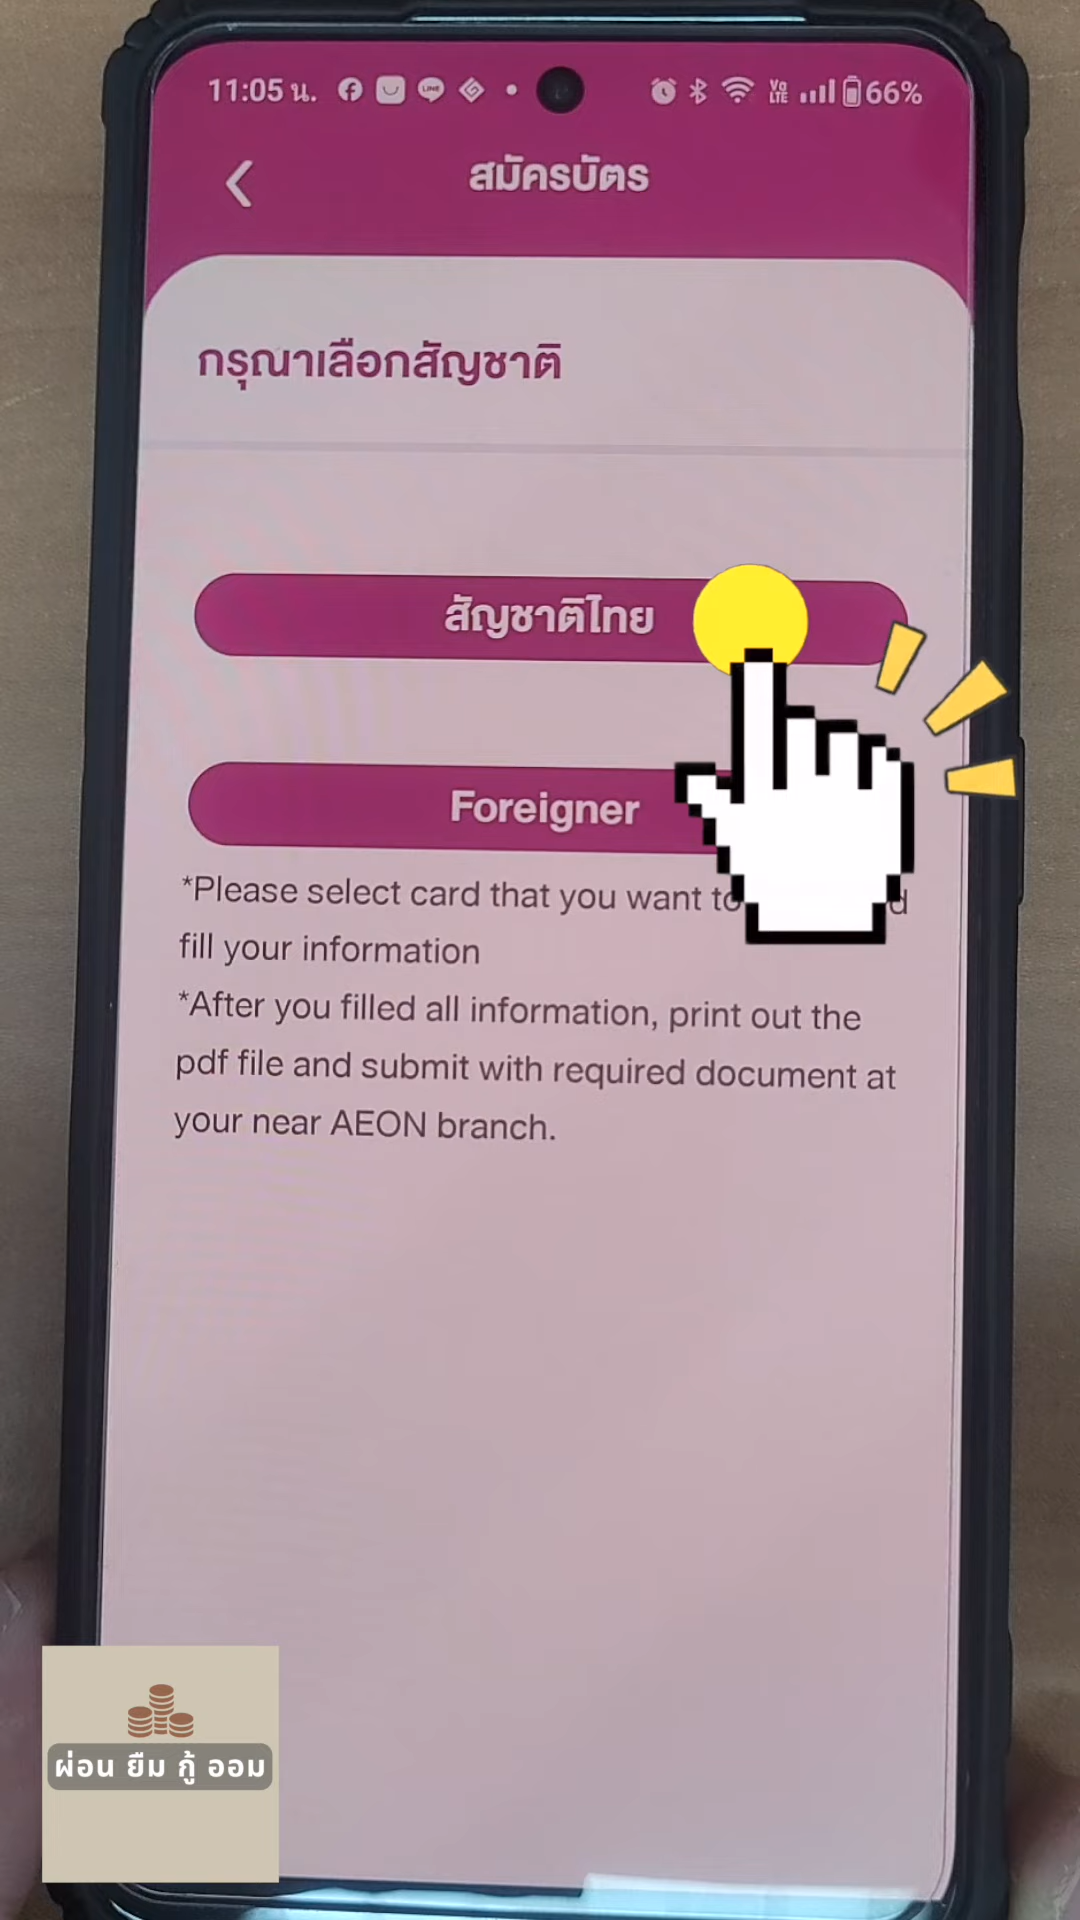 11:05 น.
66%
สมัครบัตร
กรุณาเลือกสัญชาติ
สัญชาติไทย
Foreigner
*Please select card that you want to
fill your information
*After you filled all information, print out the
pdf file and submit with required document at
your near AEON branch.
ผ่อน ยืม กู้ ออม